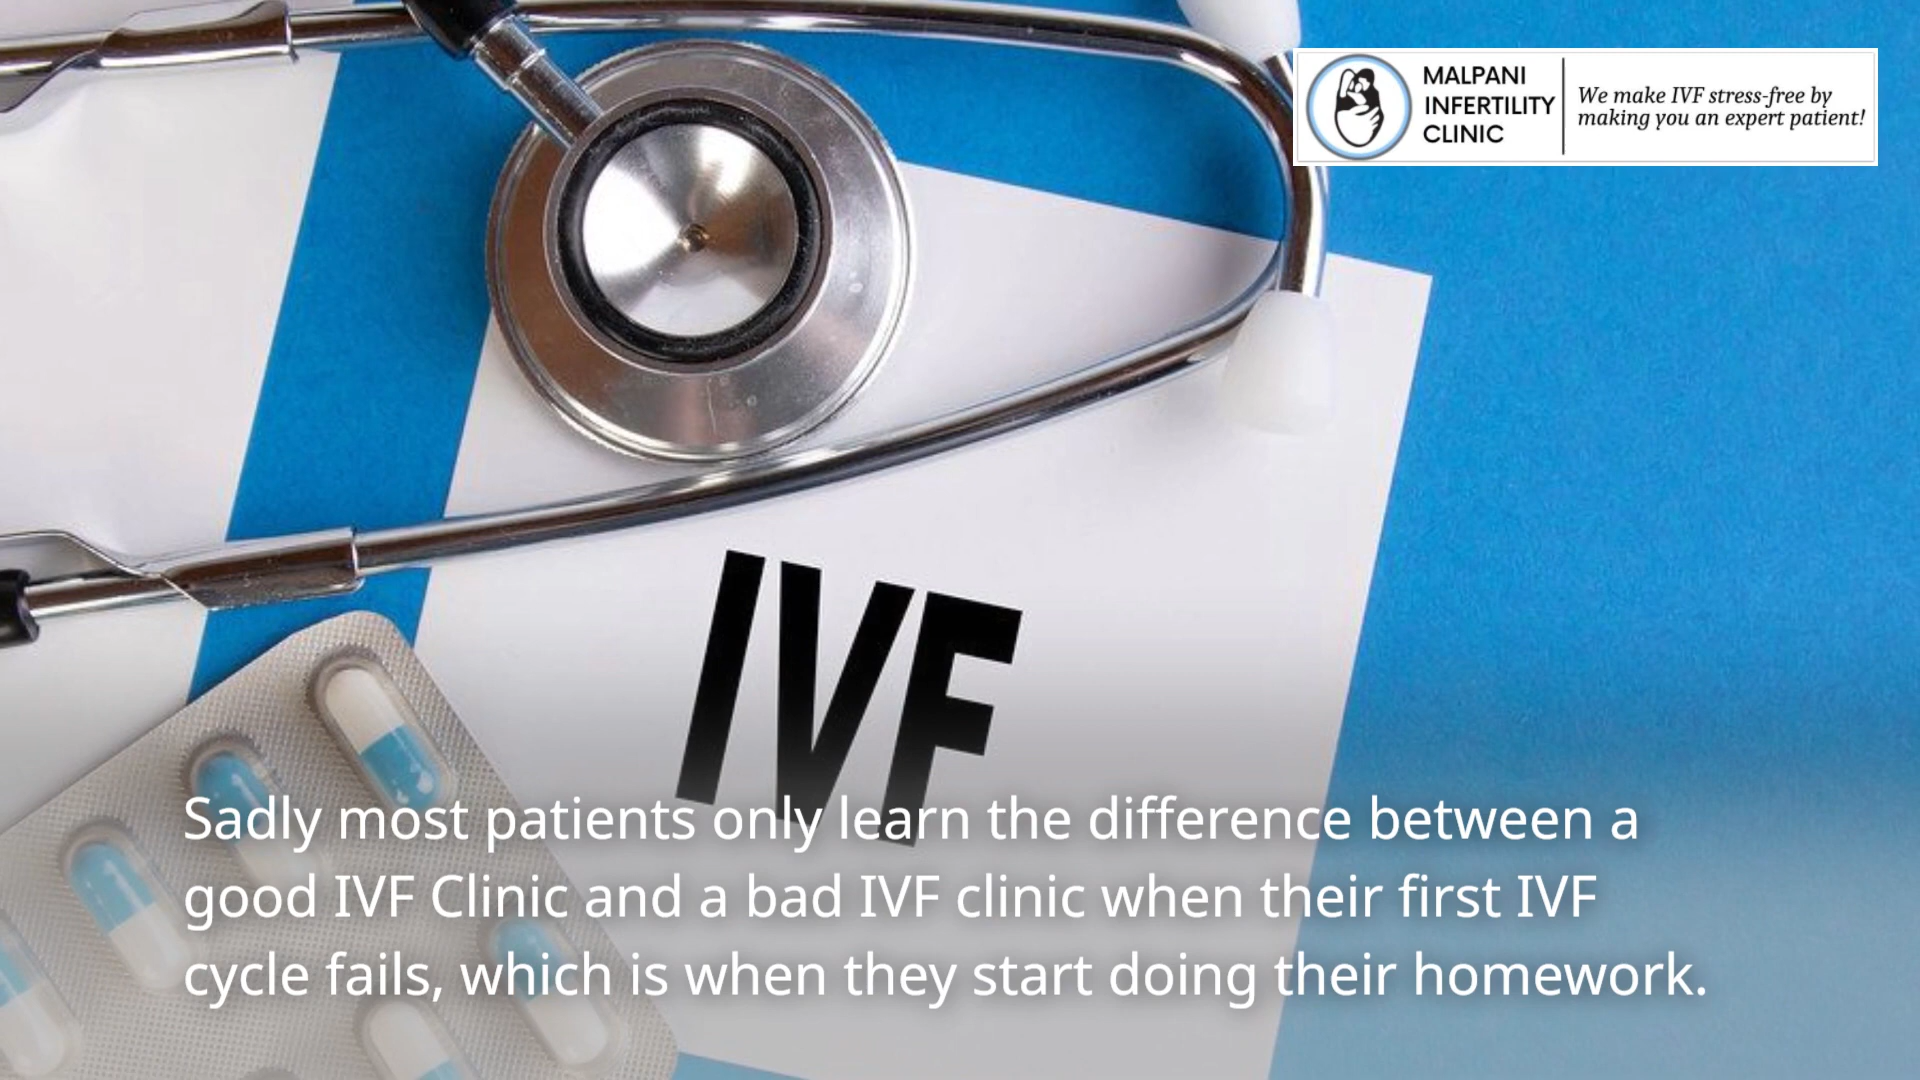 MALPANI
INFERTILITY
CLINIC
We make IVF stress-free by
making you an expert patient!
IVF
Sadly most patients only learn the difference between a
good IVF Clinic and a bad IVF clinic when their first IVF
cycle fails, which is when they start doing their homework.